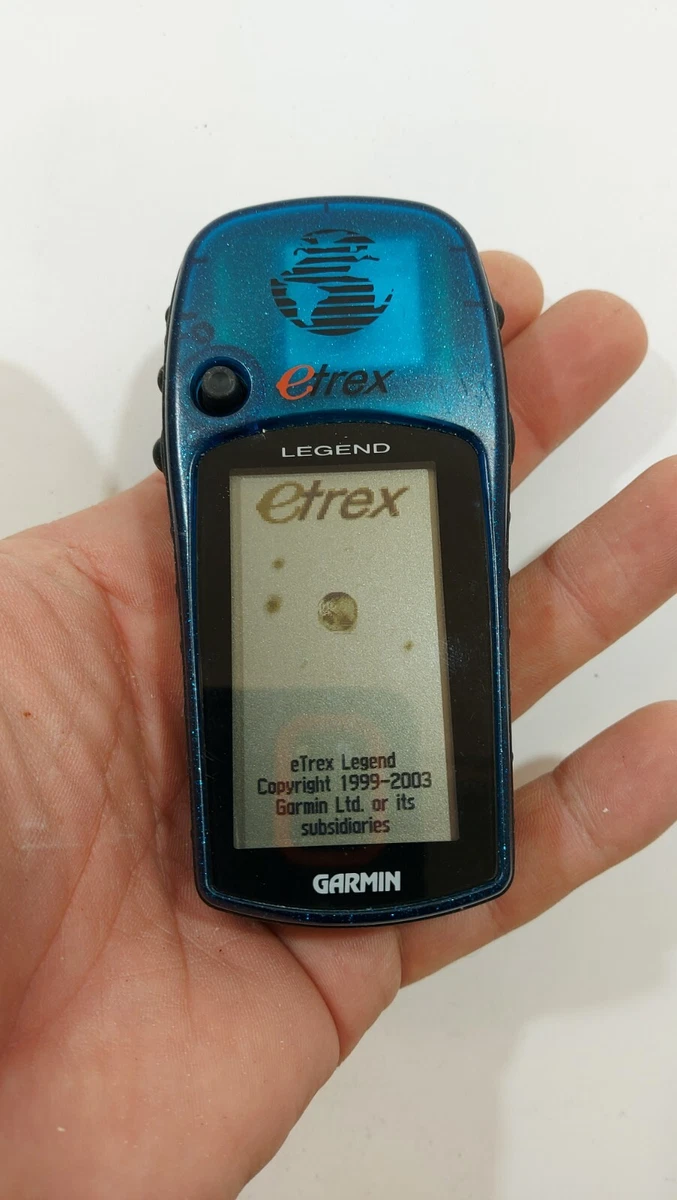 etrex
LEGEND
etrex
eTrex Legend
Copyright 1999-2003
Garmin Ltd. or its
subsidiaries
GARMIN